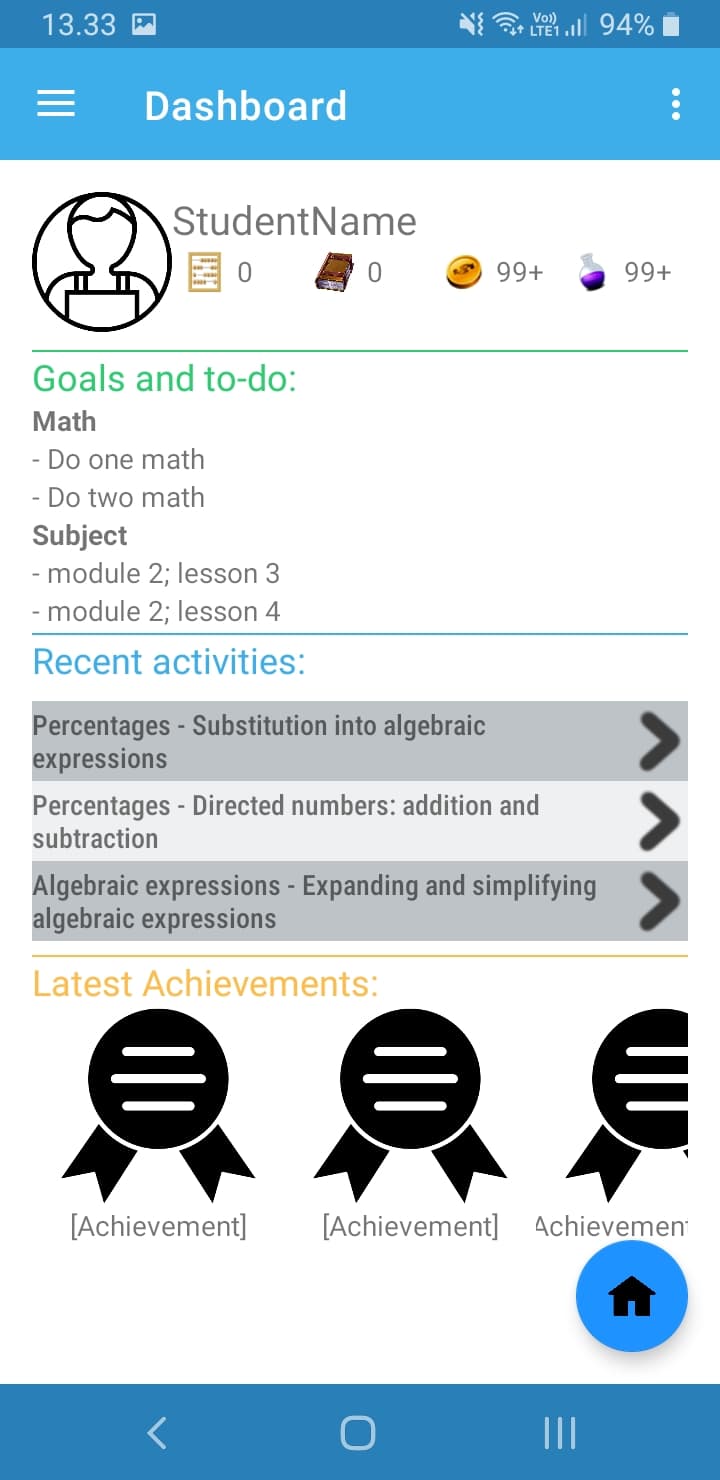 13.33 Vo)) LTE1 94%
Dashboard
StudentName
0 0 99+ 99+
Goals and to-do:
Math
- Do one math
- Do two math
Subject
- module 2; lesson 3
- module 2; lesson 4
Recent activities:
Percentages - Substitution into algebraic
expressions
Percentages - Directed numbers: addition and
subtraction
Algebraic expressions - Expanding and simplifying
algebraic expressions
Latest Achievements:
[Achievement] [Achievement] Achievemen